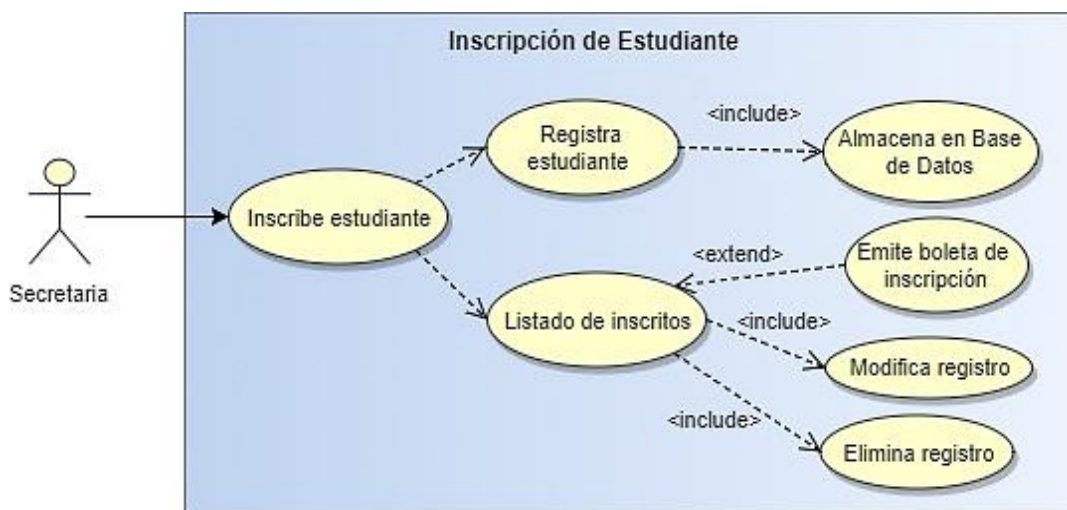 Inscripción de Estudiante
Secretaria
Inscribe estudiante
Registra
estudiante
<include>
Almacena en Base
de Datos
Listado de inscritos
<extend>
Emite boleta de
inscripción
<include>
Modifica registro
<include>
Elimina registro